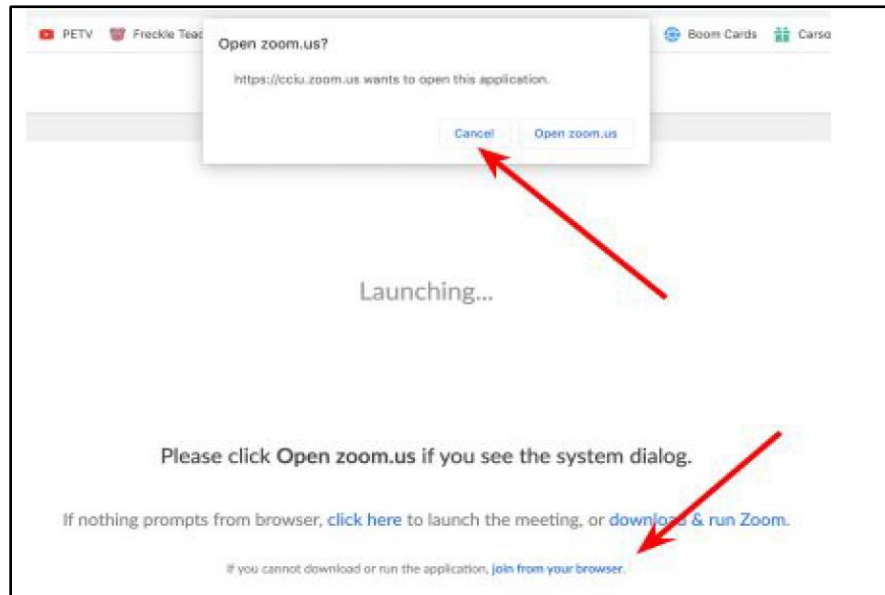 PETV Freckle Teac Boom Cards Carso
Open zoom.us?
https://cciu.zoom.us wants to open this application.
Cancel Open zoom.us
Launching...
Please click Open zoom.us if you see the system dialog.
If nothing prompts from browser, click here to launch the meeting, or download & run Zoom.
If you cannot download or run the application, join from your browser.